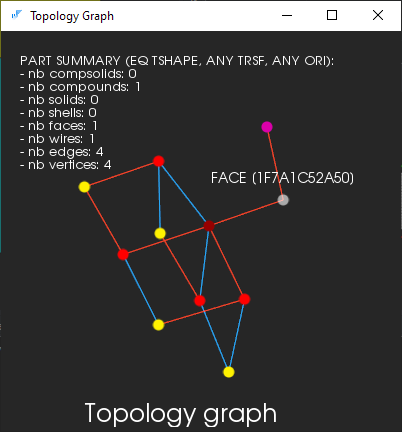 Topology Graph
PART SUMMARY (EQ TSHAPE, ANY TRSF, ANY ORI):
- nb compsolids: 0
- nb compounds: 1
- nb solids: 0
- nb shells: 0
- nb faces: 1
- nb wires: 1
- nb edges: 4
- nb vertices: 4
FACE (1F7A1C52A50)
Topology graph